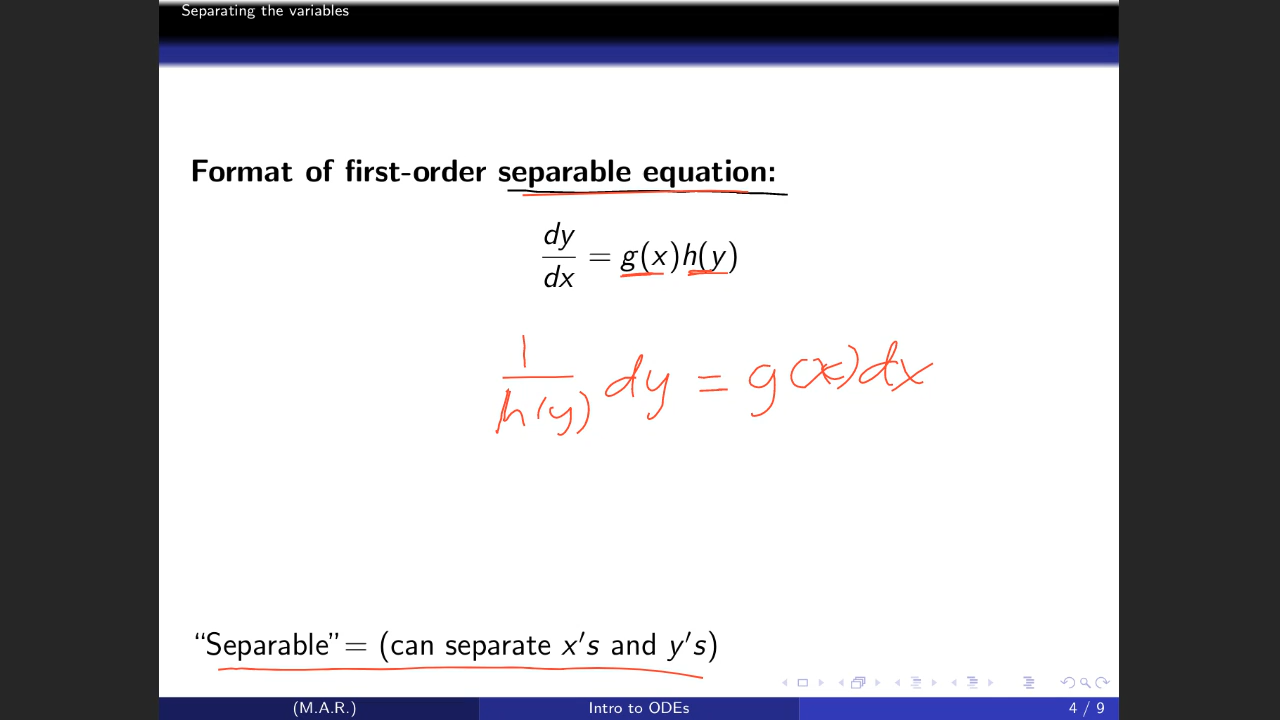 Separating the variables
Format of first-order separable equation:
dy/dx = g(x)h(y)
1/h(y) dy = g(x)dx
“Separable”= (can separate x′s and y′s)
(M.A.R.) Intro to ODEs 4 / 9